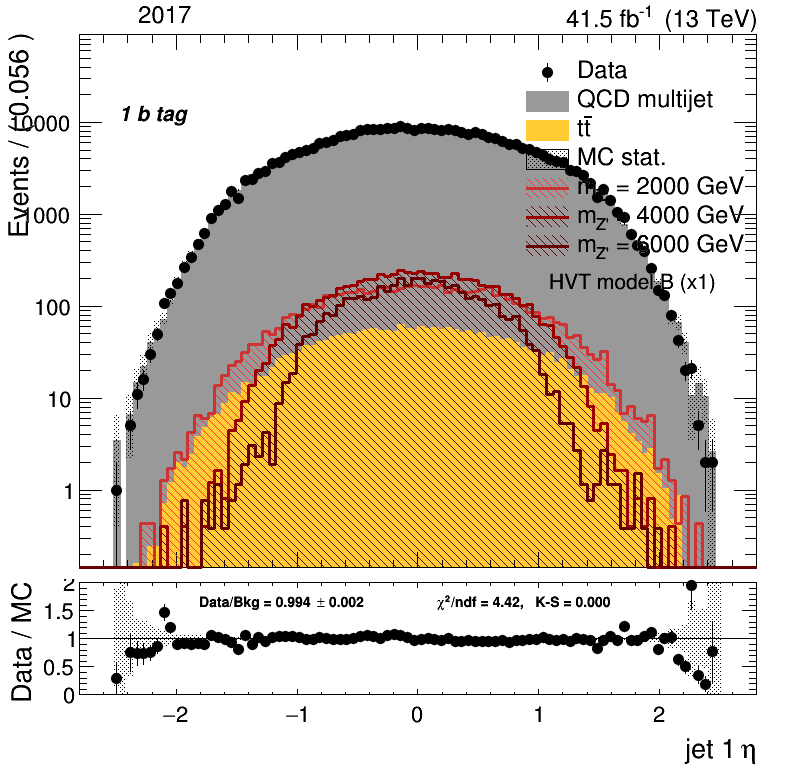 2017
41.5 fb-1 (13 TeV)
Events / ( 0.056 )
1 b tag
Data
QCD multijet
tt̄
MC stat.
mZ' = 2000 GeV
mZ' = 4000 GeV
mZ' = 6000 GeV
HVT model B (x1)
10000
1000
100
10
1
Data / MC
Data/Bkg = 0.994 ± 0.002
χ²/ndf = 4.42, K-S = 0.000
2
1.5
1
0.5
0
−2 −1 0 1 2
jet 1 η